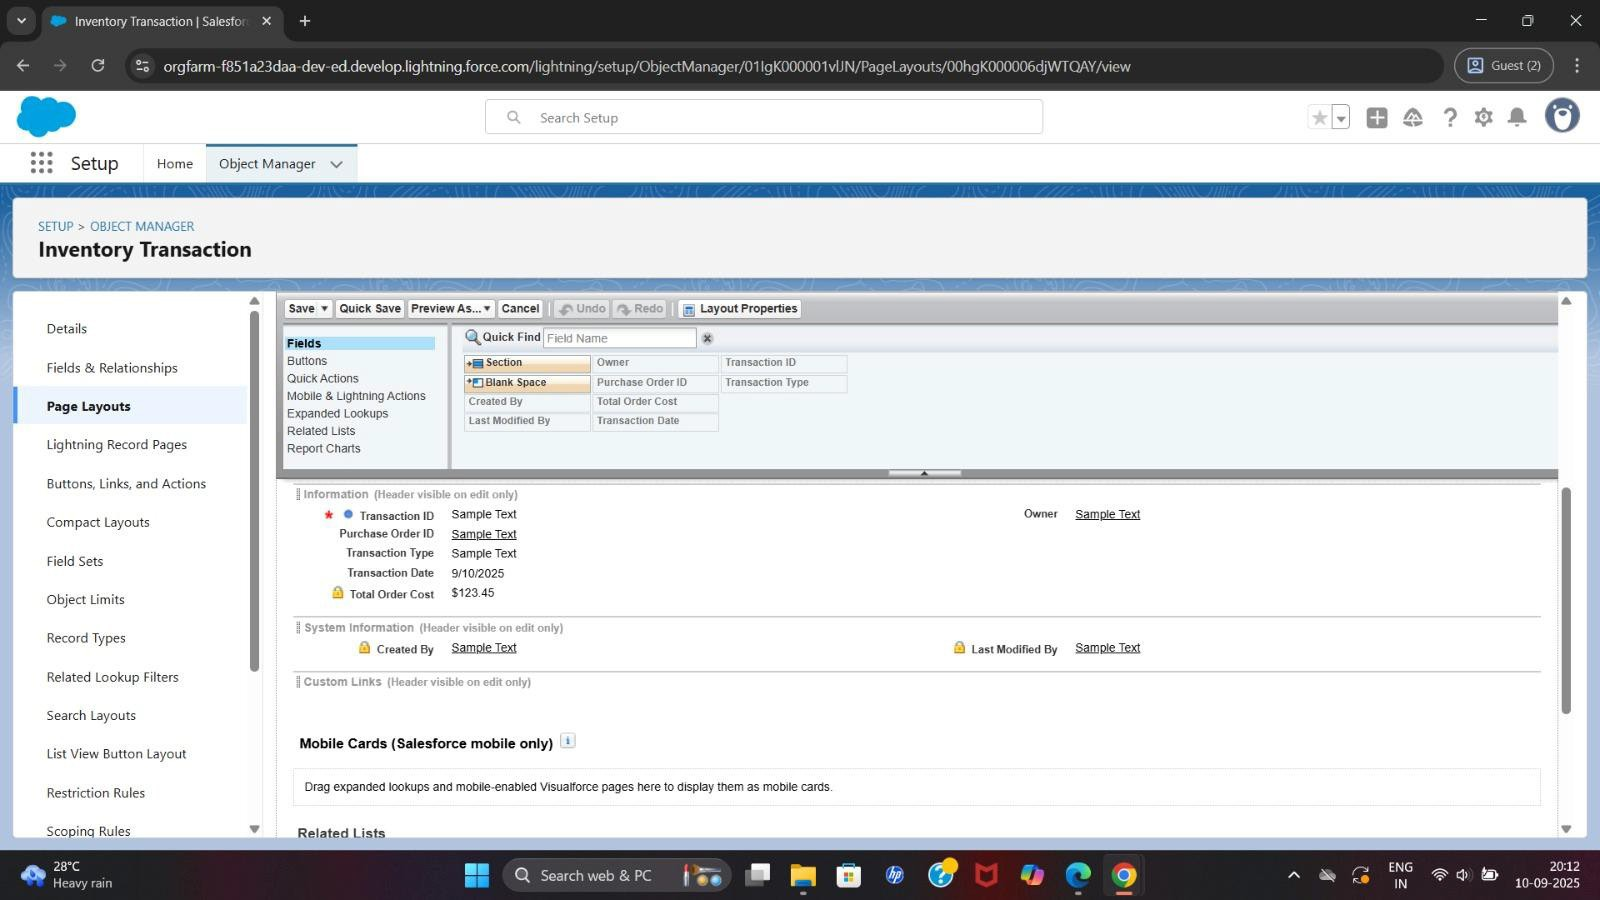 Inventory Transaction | Salesfor
orgfarm-f851a23daa-dev-ed.develop.lightning.force.com/lightning/setup/ObjectManager/01IgK000001vlJN/PageLayouts/00hgK000006djWTQAY/view
Guest (2)
Search Setup
Setup
Home
Object Manager
SETUP > OBJECT MANAGER
Inventory Transaction
Details
Fields & Relationships
Page Layouts
Lightning Record Pages
Buttons, Links, and Actions
Compact Layouts
Field Sets
Object Limits
Record Types
Related Lookup Filters
Search Layouts
List View Button Layout
Restriction Rules
Scoping Rules
Save Quick Save Preview As... Cancel Undo Redo Layout Properties
Fields
Buttons
Quick Actions
Mobile & Lightning Actions
Expanded Lookups
Related Lists
Report Charts
Quick Find Field Name
Section Owner Transaction ID
Blank Space Purchase Order ID Transaction Type
Created By Total Order Cost
Last Modified By Transaction Date
Information (Header visible on edit only)
* Transaction ID Sample Text Owner Sample Text
Purchase Order ID Sample Text
Transaction Type Sample Text
Transaction Date 9/10/2025
Total Order Cost $123.45
System Information (Header visible on edit only)
Created By Sample Text Last Modified By Sample Text
Custom Links (Header visible on edit only)
Mobile Cards (Salesforce mobile only) i
Drag expanded lookups and mobile-enabled Visualforce pages here to display them as mobile cards.
Related Lists
28°C
Heavy rain
Search web & PC
hp
ENG
IN
20:12
10-09-2025